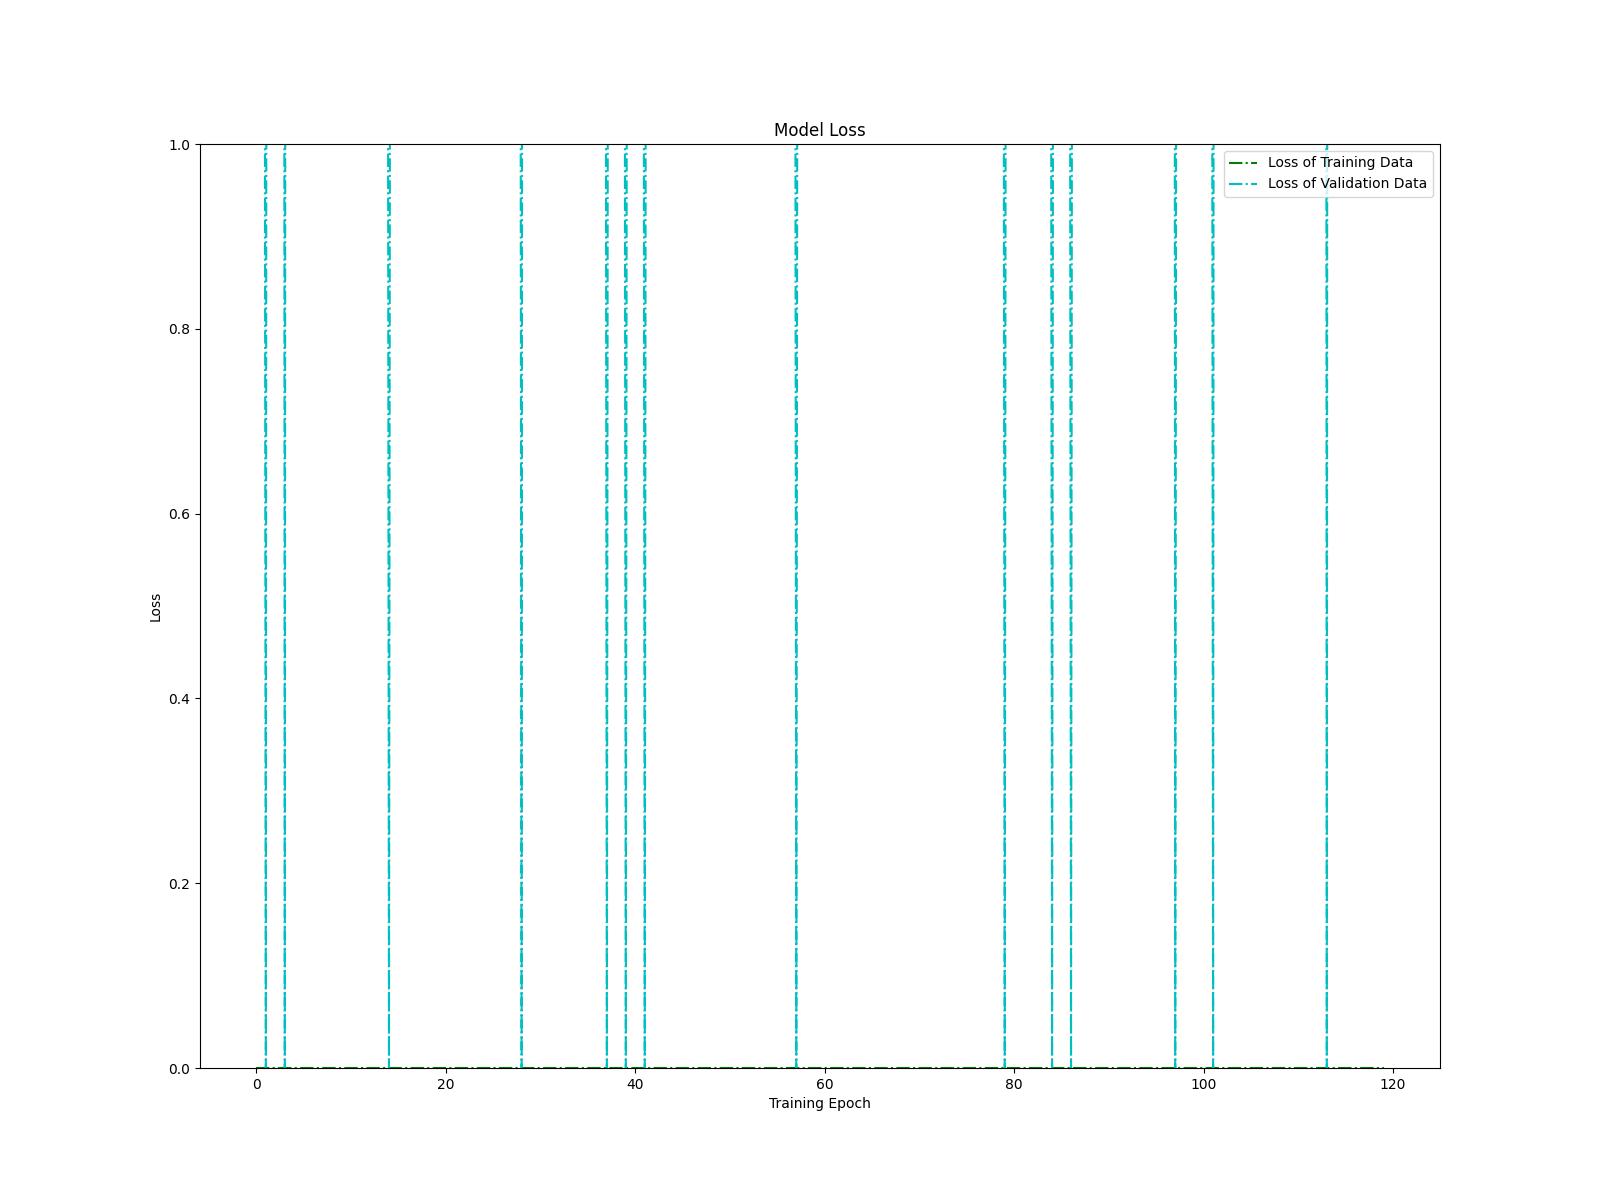 Model Loss
1.0
0.8
0.6
0.4
0.2
0.0
Loss
Loss of Training Data
Loss of Validation Data
0 20 40 60 80 100 120
Training Epoch